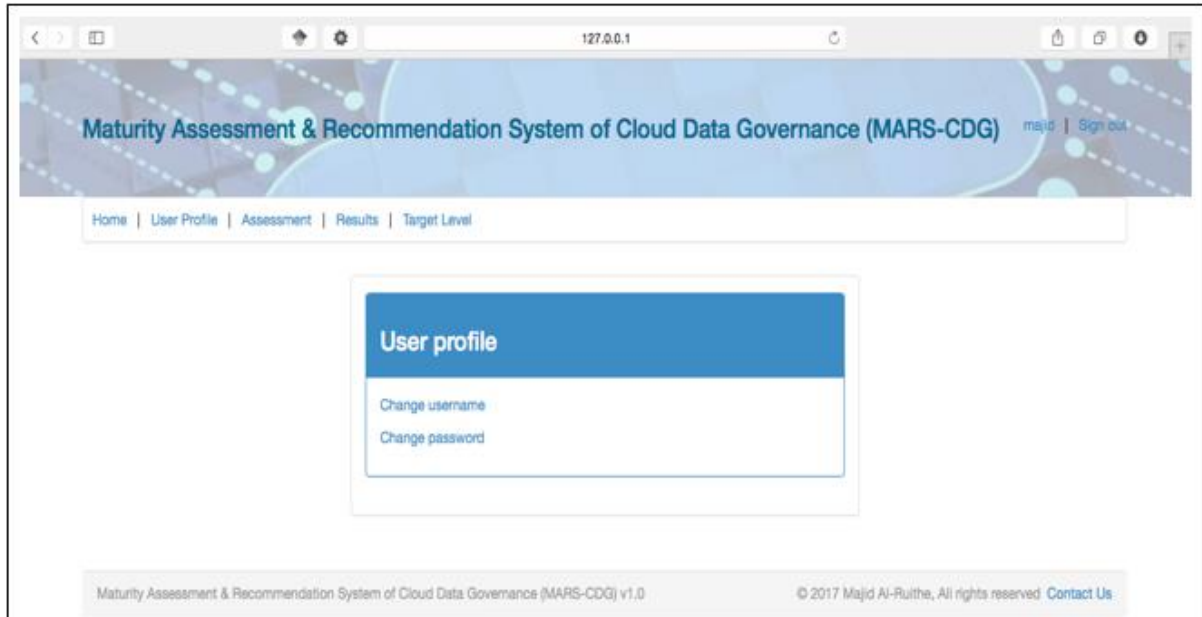 127.0.0.1
Maturity Assessment & Recommendation System of Cloud Data Governance (MARS-CDG)
majid | Sign out
Home | User Profile | Assessment | Results | Target Level
User profile
Change username
Change password
Maturity Assessment & Recommendation System of Cloud Data Governance (MARS-CDG) v1.0
© 2017 Majid Al-Ruithe, All rights reserved Contact Us